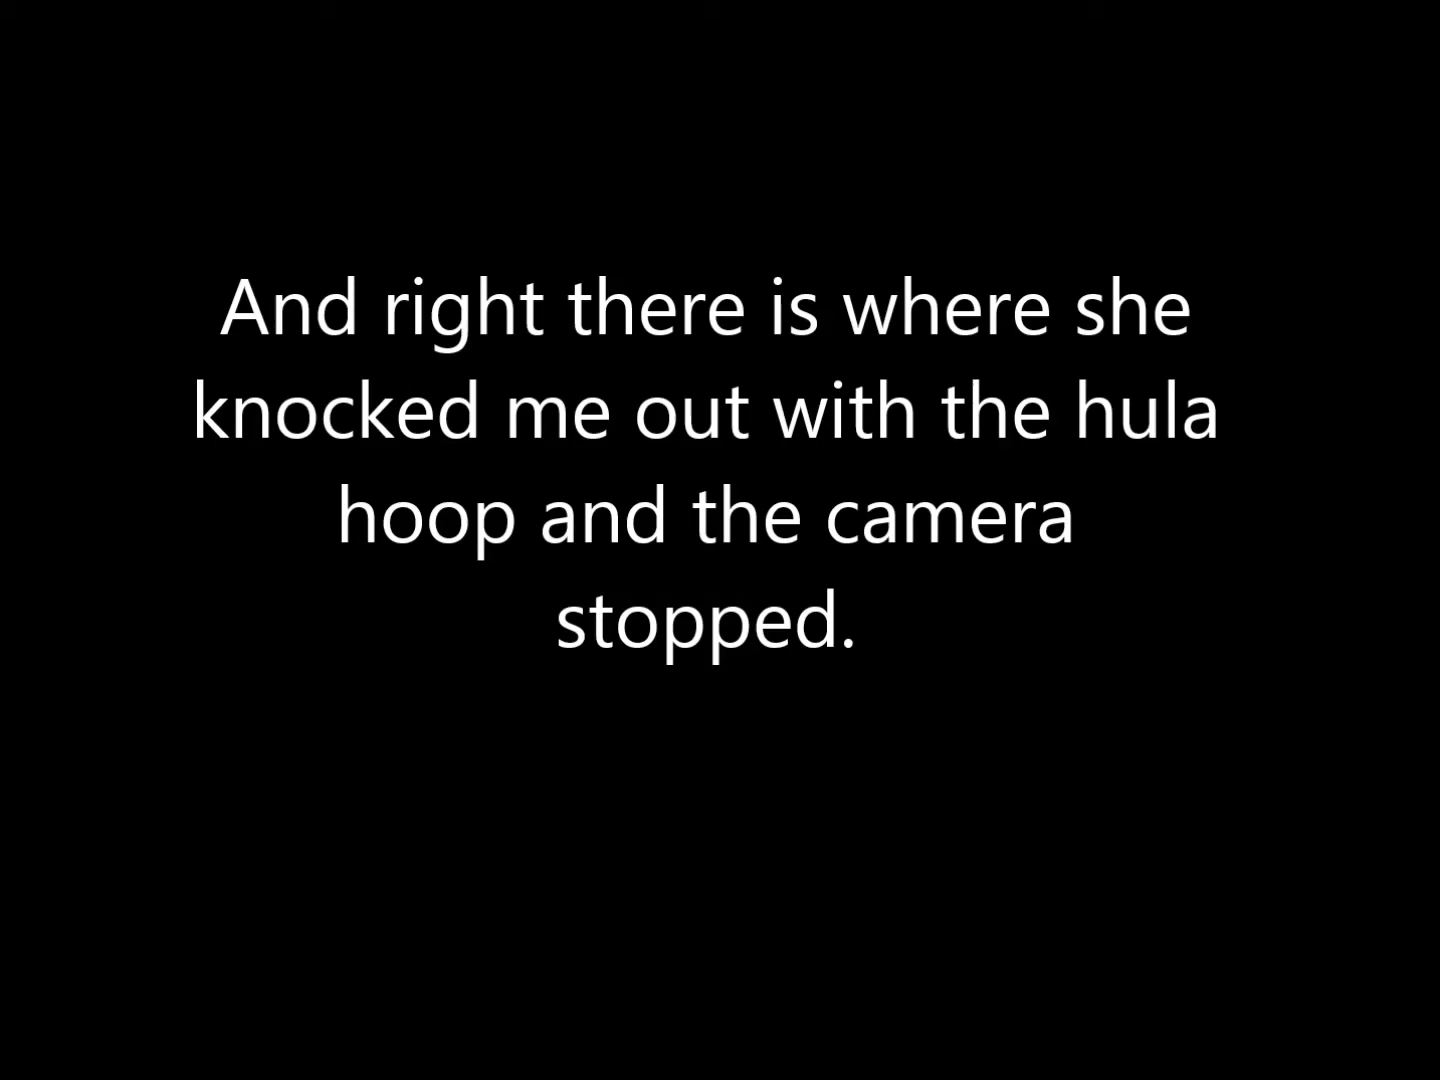 And right there is where she
knocked me out with the hula
hoop and the camera
stopped.